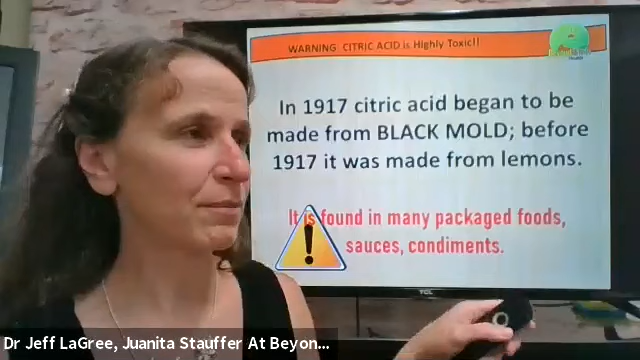 WARNING: CITRIC ACID is Highly Toxic!!
In 1917 citric acid began to be
made from BLACK MOLD; before
1917 it was made from lemons.
It is found in many packaged foods,
sauces, condiments.
!
TCL
Dr Jeff LaGree, Juanita Stauffer At Beyon...